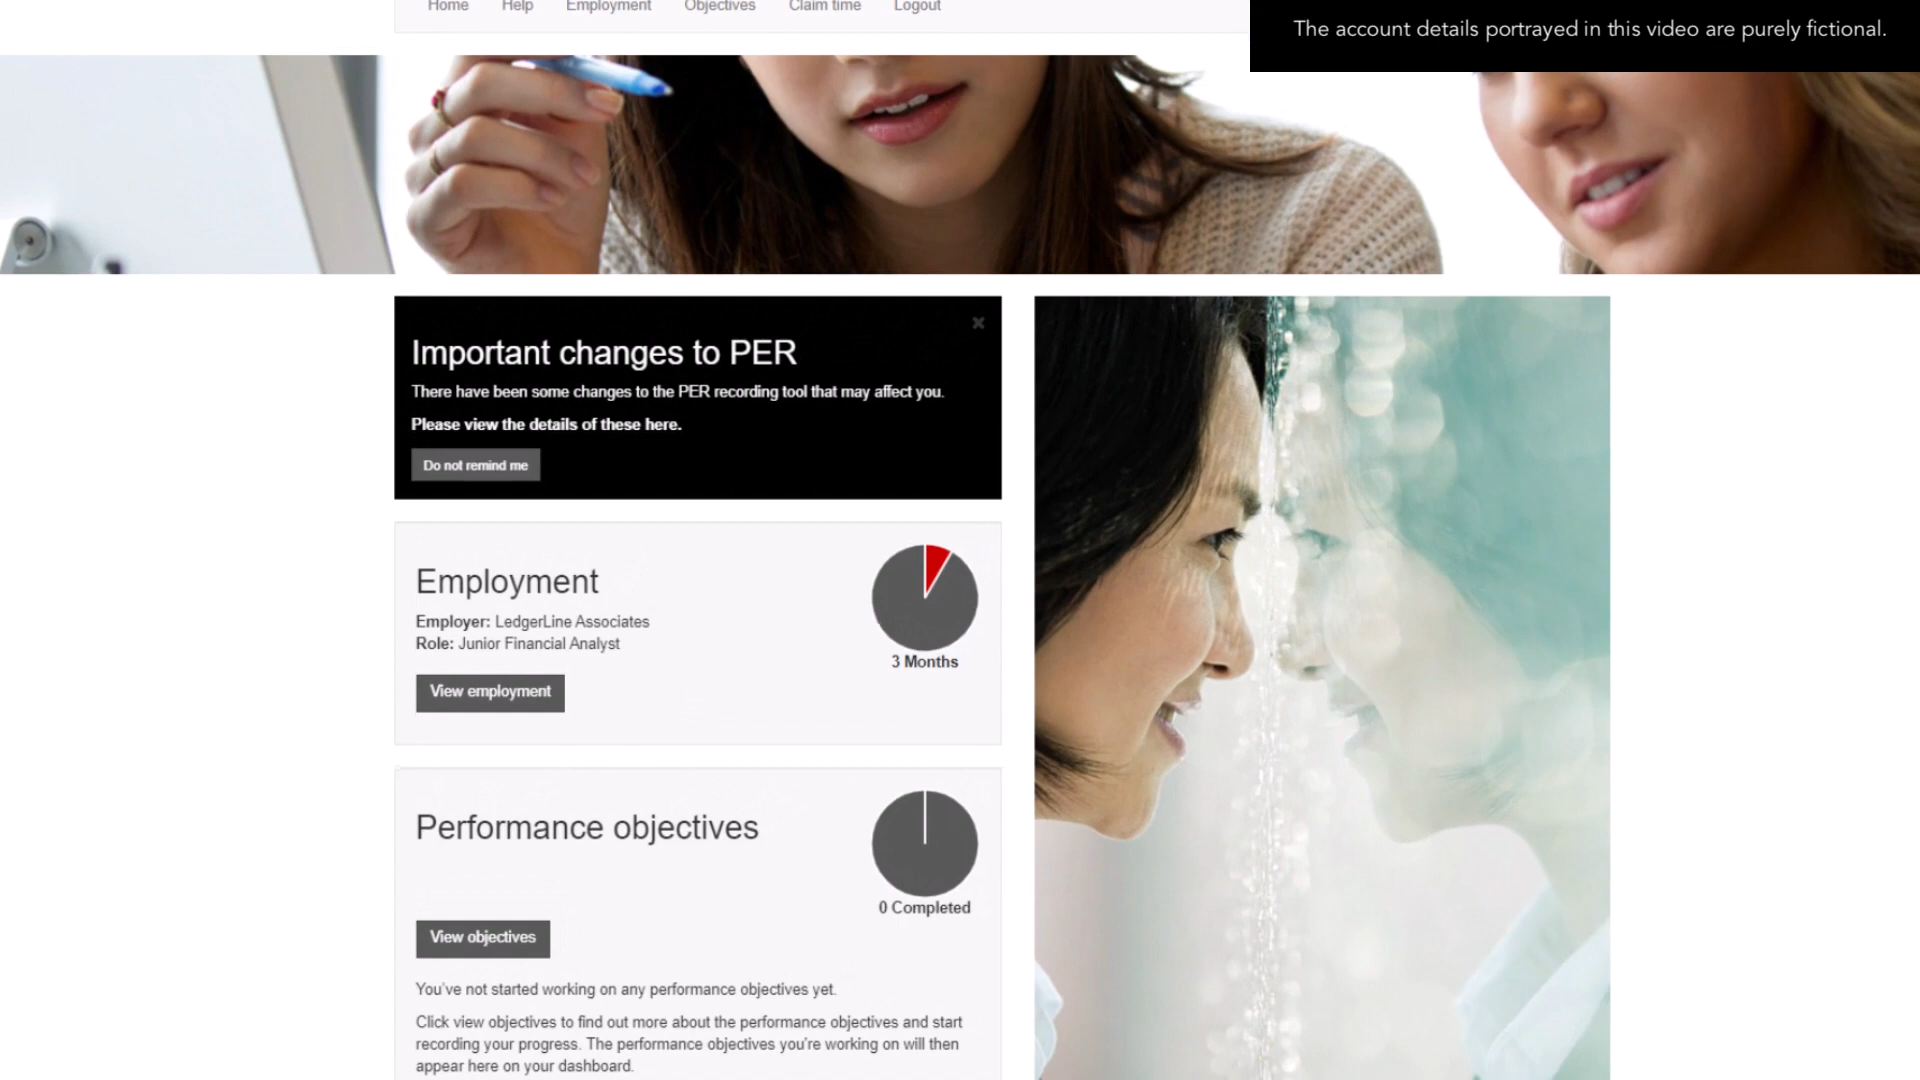 Home Help Employment Objectives Claim time Logout
The account details portrayed in this video are purely fictional.
Important changes to PER
There have been some changes to the PER recording tool that may affect you.
Please view the details of these here.
Do not remind me
Employment
Employer: LedgerLine Associates
Role: Junior Financial Analyst
3 Months
View employment
Performance objectives
0 Completed
View objectives
You've not started working on any performance objectives yet.
Click view objectives to find out more about the performance objectives and start
recording your progress. The performance objectives you're working on will then
appear here on your dashboard.